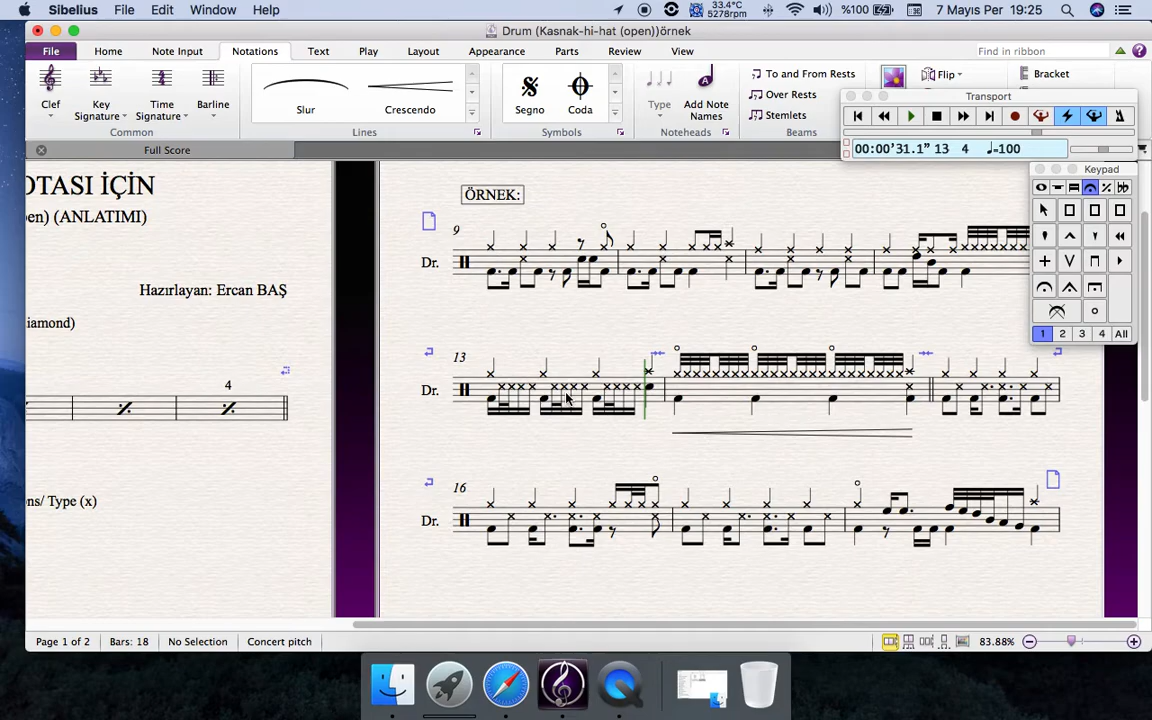 Sibelius File Edit Window Help 33.4°C 5278rpm %100 7 Mayıs Per 19:25
Drum (Kasnak-hi-hat (open))örnek
File Home Note Input Notations Text Play Layout Appearance Parts Review View Find in ribbon
Clef Key Signature Time Signature Barline
Slur Crescendo
Segno Coda
Type Add Note Names
To and From Rests
Over Rests
Stemlets
Flip Bracket
Common Lines Symbols Noteheads Beams
Transport
00:00'31.1" 13 4 ♩=100
Full Score
Keypad
1 2 3 4 All
OTASI İÇİN
en) (ANLATIMI)
Hazırlayan: Ercan BAŞ
iamond)
4
ons/ Type (x)
ÖRNEK:
9
Dr.
13
Dr.
16
Dr.
Page 1 of 2 Bars: 18 No Selection Concert pitch 83.88%